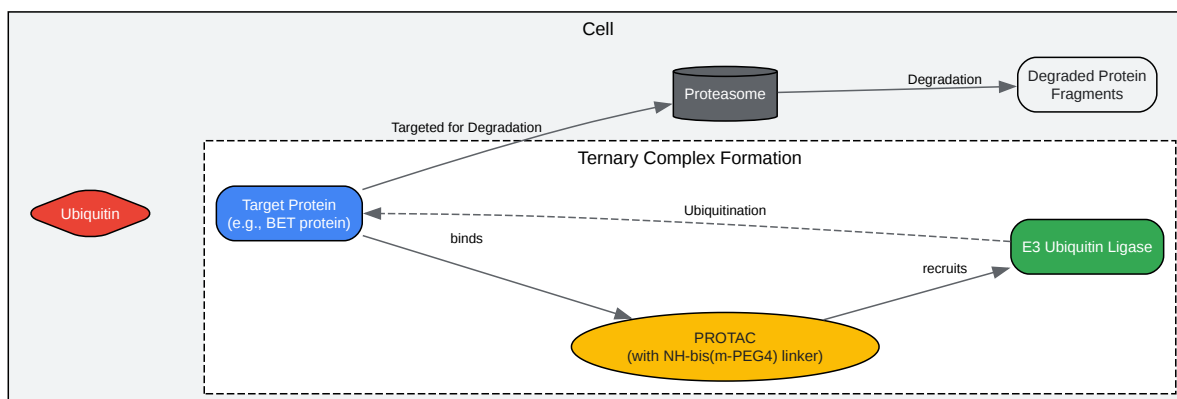 Cell
Proteasome
Degradation
Degraded Protein
Fragments
Targeted for Degradation
Ternary Complex Formation
Ubiquitin
Target Protein
(e.g., BET protein)
Ubiquitination
binds
E3 Ubiquitin Ligase
recruits
PROTAC
(with NH-bis(m-PEG4) linker)